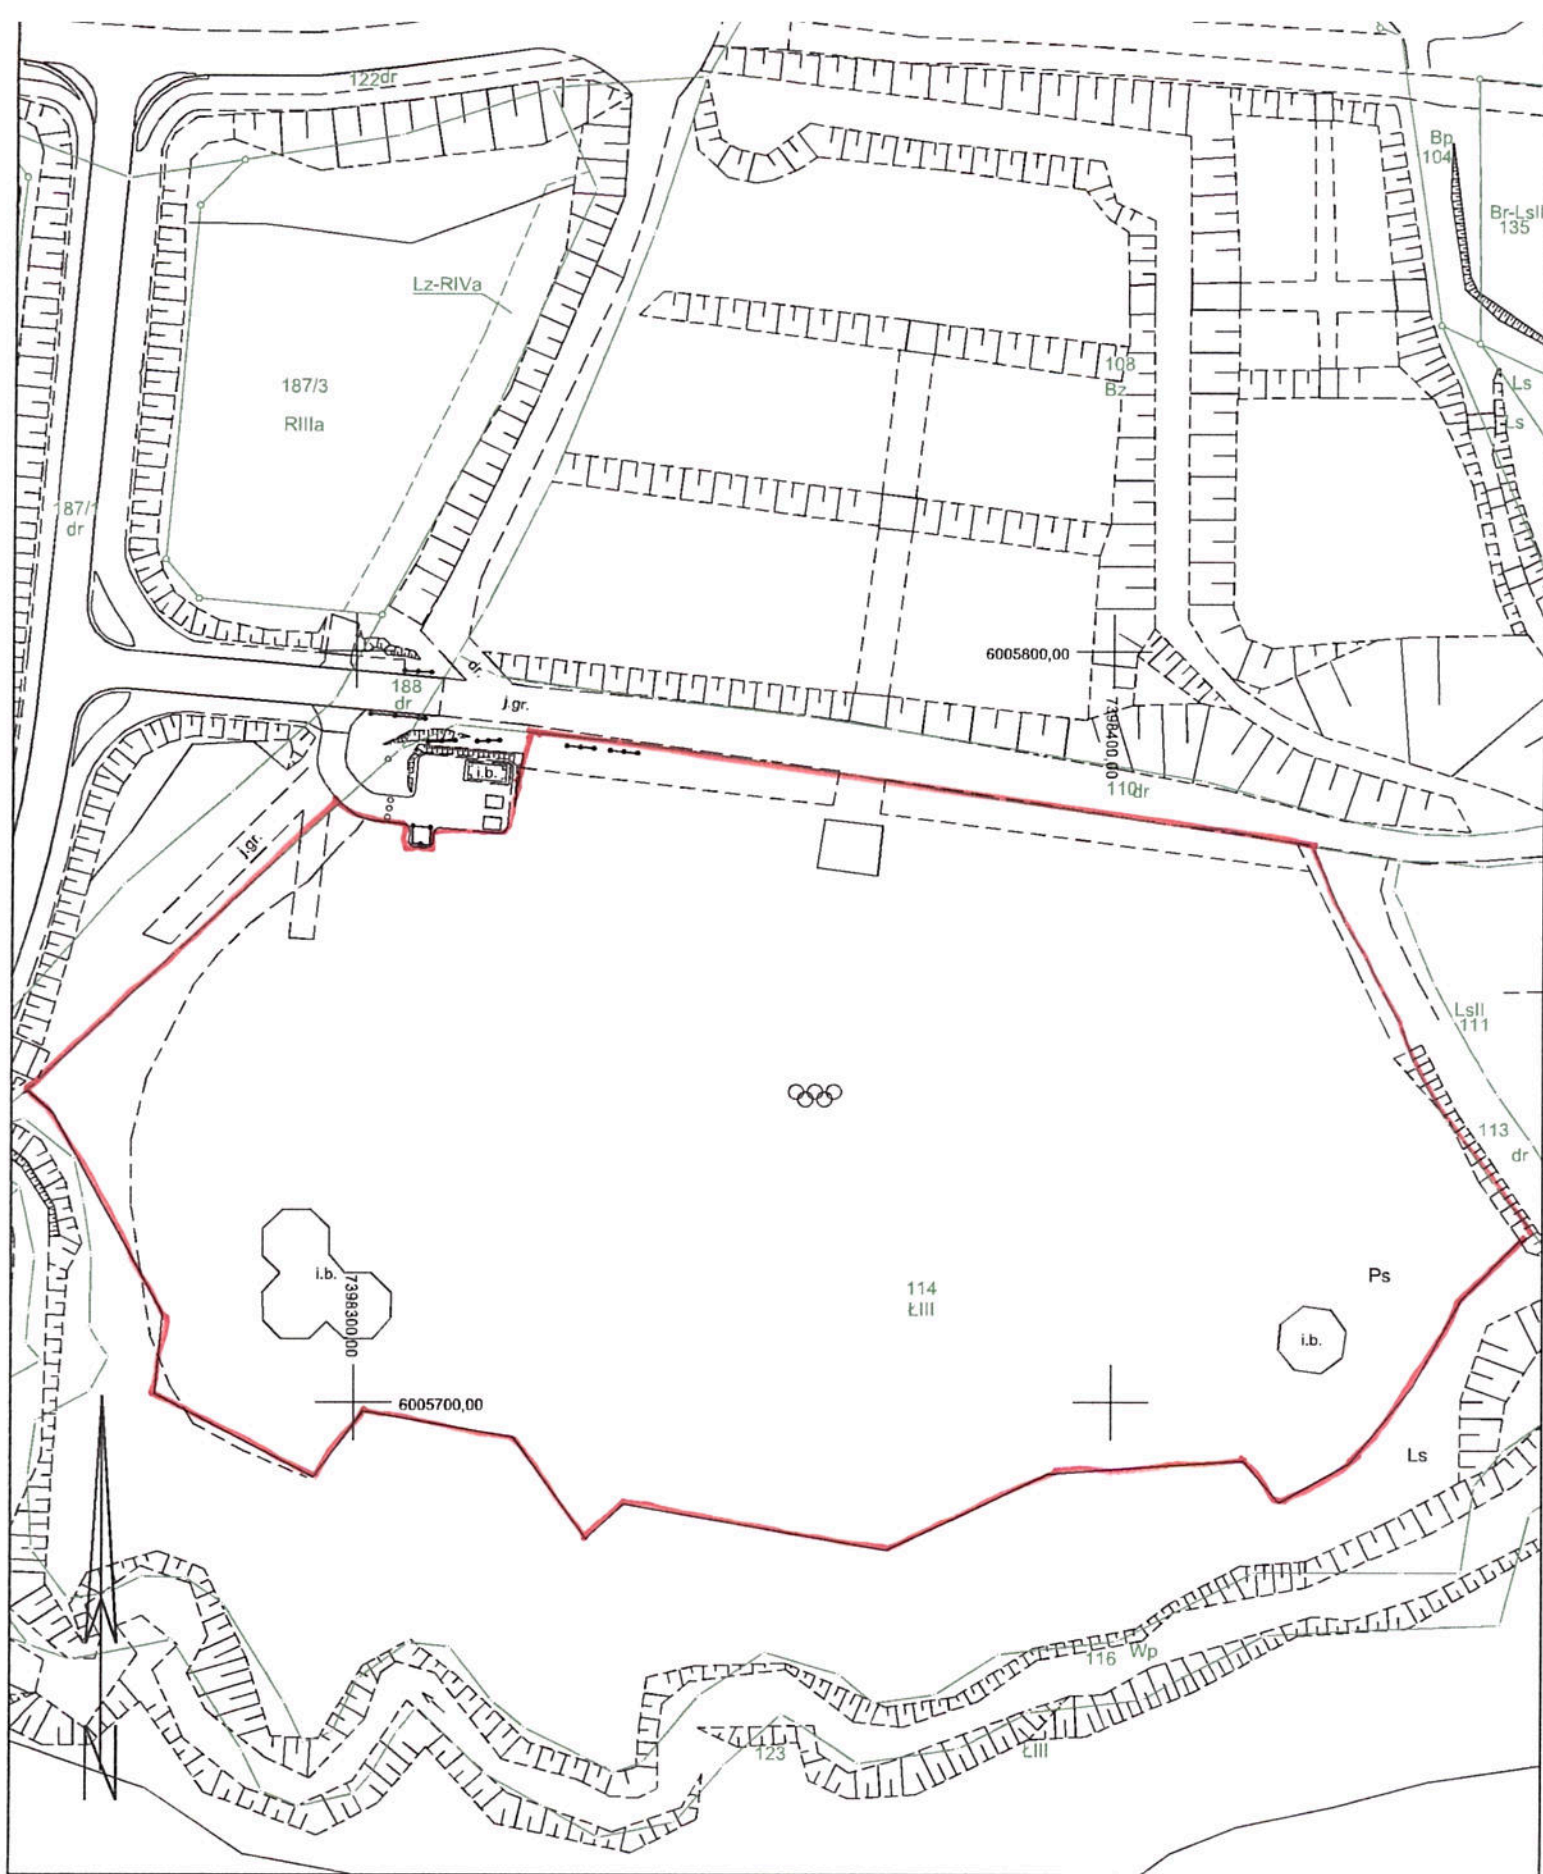 122dr
Bp
104
Br-LsII
135
Lz-RIVa
187/3
RIIIa
108
Bz
Ls
Ls
187/1
dr
dr
6005800,00
188
dr
j.gr.
7398400,00
i.b.
110
dr
j.gr.
LsII
111
113
dr
i.b.
7398300,00
114
ŁIII
Ps
i.b.
6005700,00
Ls
116
Wp
123
ŁIII